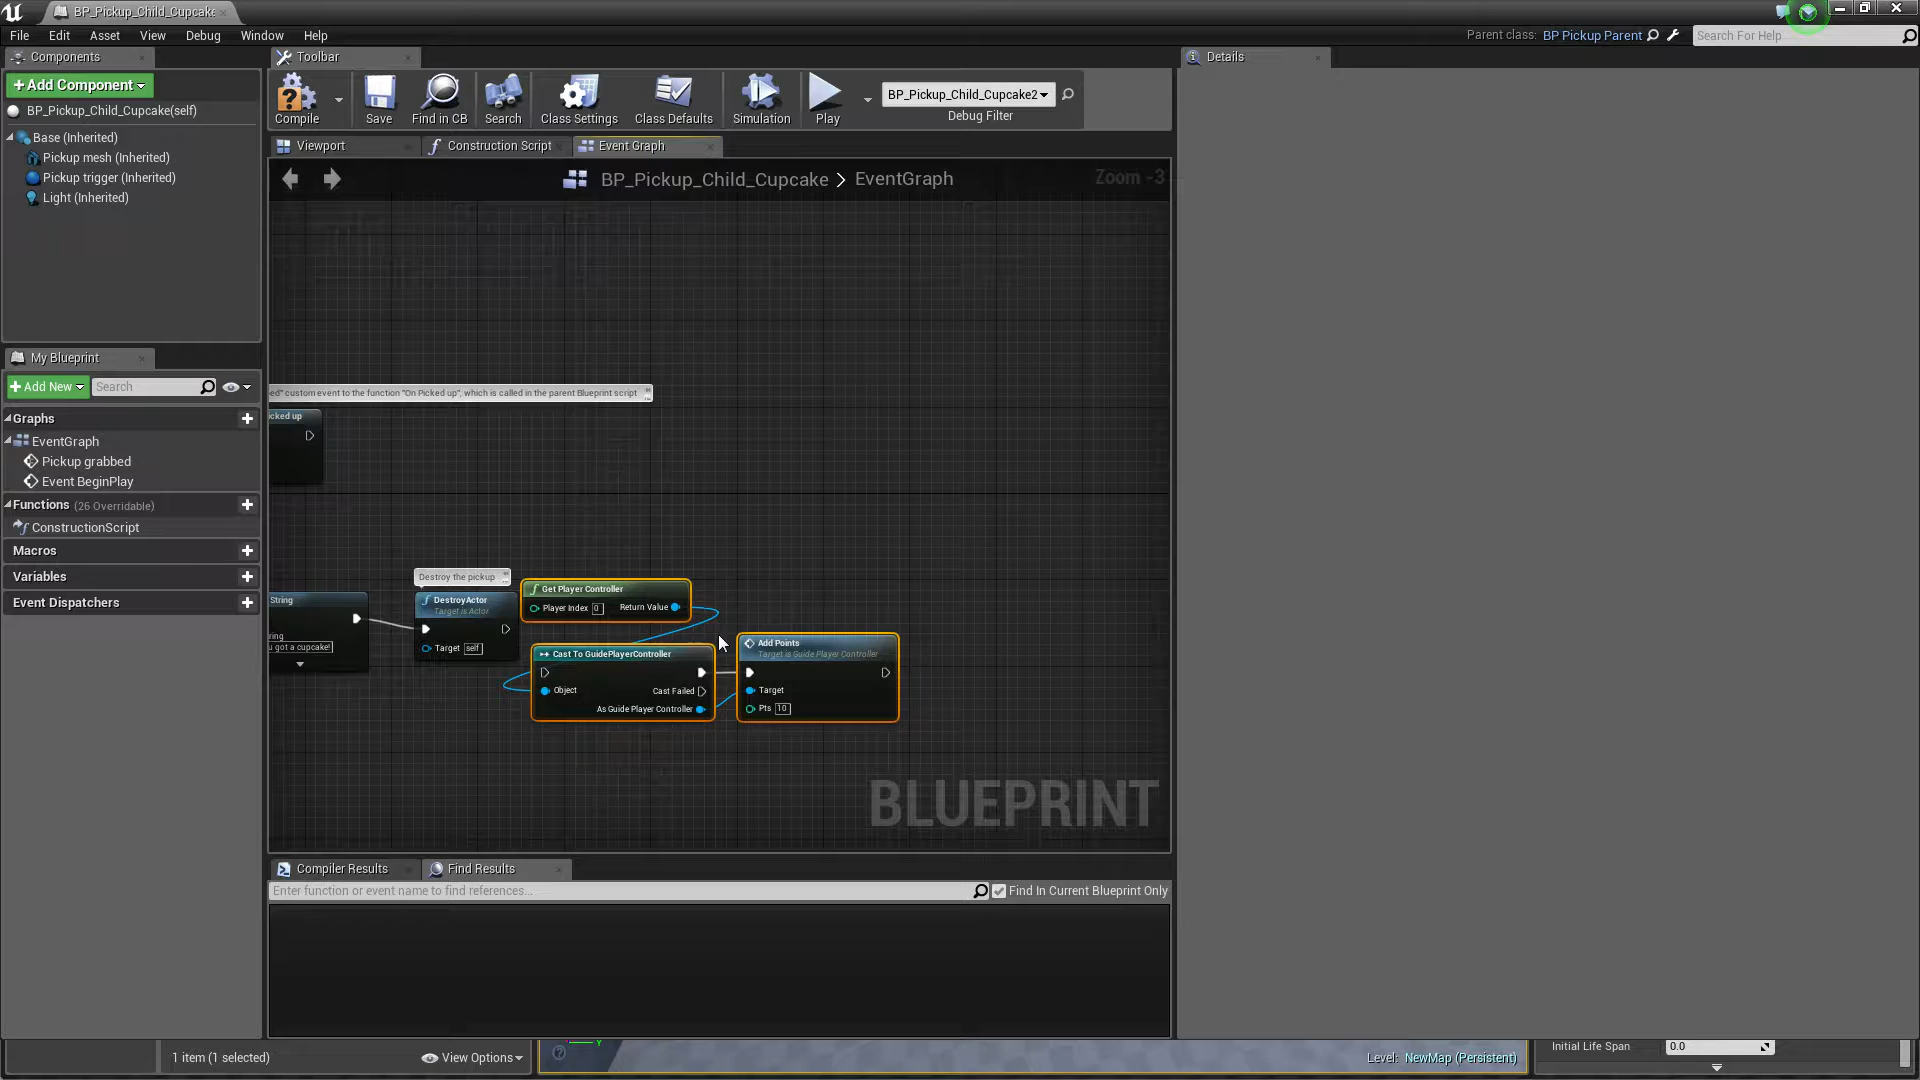 BP_Pickup_Child_Cupcake
File Edit Asset View Debug Window Help
Parent class: BP Pickup Parent
Search For Help
Components
Toolbar
Details
+Add Component
Compile Save Find in CB Search Class Settings Class Defaults Simulation Play
BP_Pickup_Child_Cupcake2
Debug Filter
BP_Pickup_Child_Cupcake(self)
Base (Inherited)
Pickup mesh (Inherited)
Pickup trigger (Inherited)
Light (Inherited)
Viewport
Construction Script
Event Graph
BP_Pickup_Child_Cupcake > EventGraph
Zoom -3
My Blueprint
+Add New
Search
Graphs
EventGraph
Pickup grabbed
Event BeginPlay
Functions (26 Overridable)
ConstructionScript
Macros
Variables
Event Dispatchers
ed" custom event to the function "On Picked up", which is called in the parent Blueprint script
icked up
Destroy the pickup
String
ring
u got a cupcake!
DestroyActor
Target is Actor
Target self
Get Player Controller
Player Index 0 Return Value
Cast To GuidePlayerController
Object
Cast Failed
As Guide Player Controller
Add Points
Target is Guide Player Controller
Target
Pts 10
BLUEPRINT
Compiler Results
Find Results
Enter function or event name to find references...
Find In Current Blueprint Only
1 item (1 selected)
View Options
Y
Level: NewMap (Persistent)
Initial Life Span 0.0